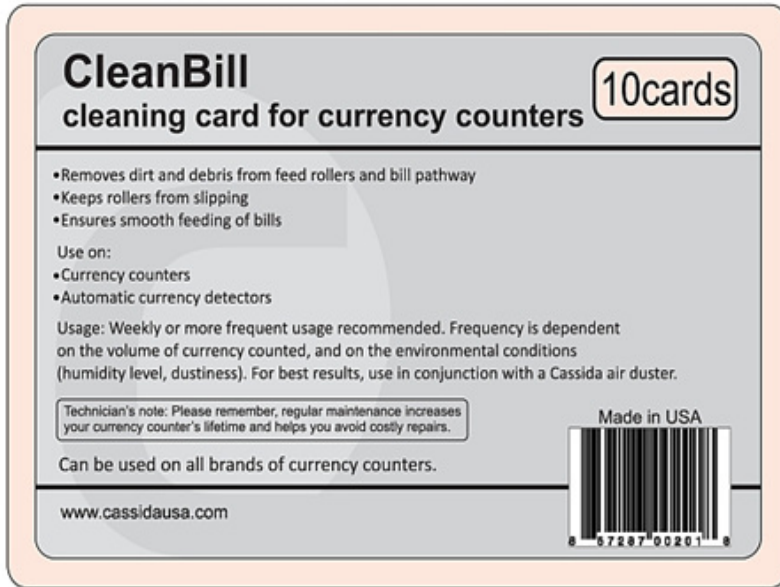 CleanBill
10cards
cleaning card for currency counters
•Removes dirt and debris from feed rollers and bill pathway
•Keeps rollers from slipping
•Ensures smooth feeding of bills
Use on:
•Currency counters
•Automatic currency detectors
Usage: Weekly or more frequent usage recommended. Frequency is dependent
on the volume of currency counted, and on the environmental conditions
(humidity level, dustiness). For best results, use in conjunction with a Cassida air duster.
Technician's note: Please remember, regular maintenance increases
your currency counter's lifetime and helps you avoid costly repairs.
Made in USA
Can be used on all brands of currency counters.
www.cassidausa.com
8 57287 00201 8